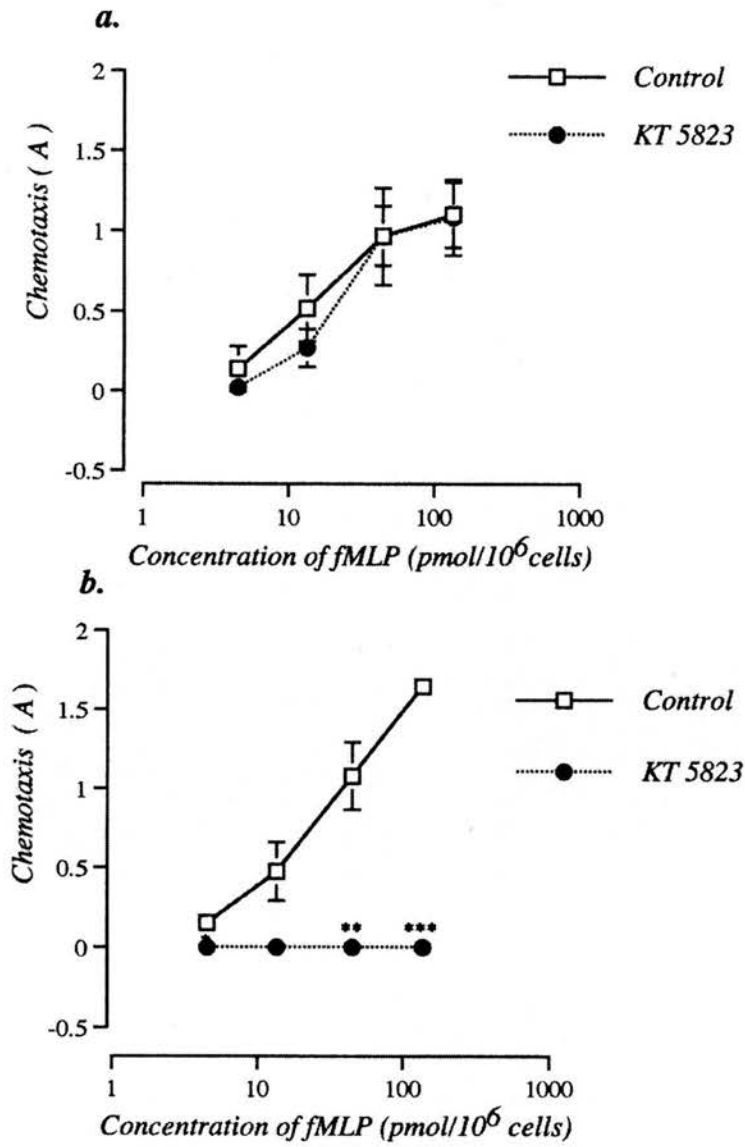 a.
2
1.5
1
0.5
0
-0.5
Chemotaxis ( A )
Control
KT 5823
1 10 100 1000
Concentration of fMLP (pmol/10⁶ cells)
b.
2
1.5
1
0.5
0
-0.5
Chemotaxis ( A )
Control
KT 5823
* ** ***
1 10 100 1000
Concentration of fMLP (pmol/10⁶ cells)